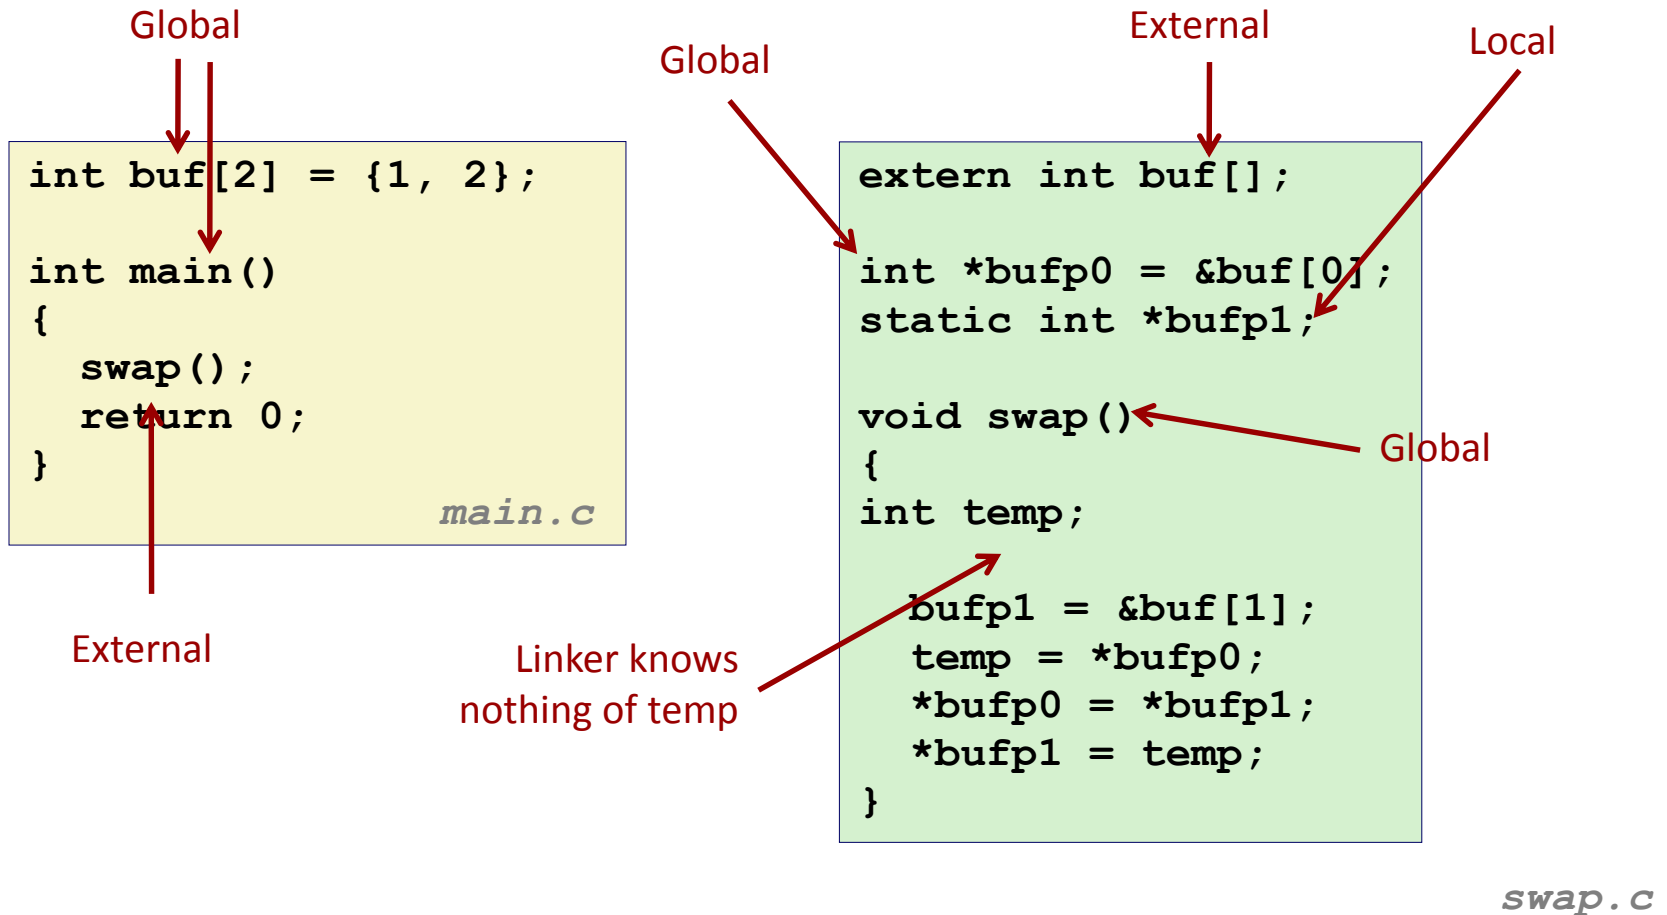 Global
int buf[2] = {1, 2};
int main()
{
  swap();
  return 0;
}
main.c
External
Global
External
Local
extern int buf[];
int *bufp0 = &buf[0];
static int *bufp1;
void swap()
{
int temp;
  bufp1 = &buf[1];
  temp = *bufp0;
  *bufp0 = *bufp1;
  *bufp1 = temp;
}
Global
Linker knows
nothing of temp
swap.c